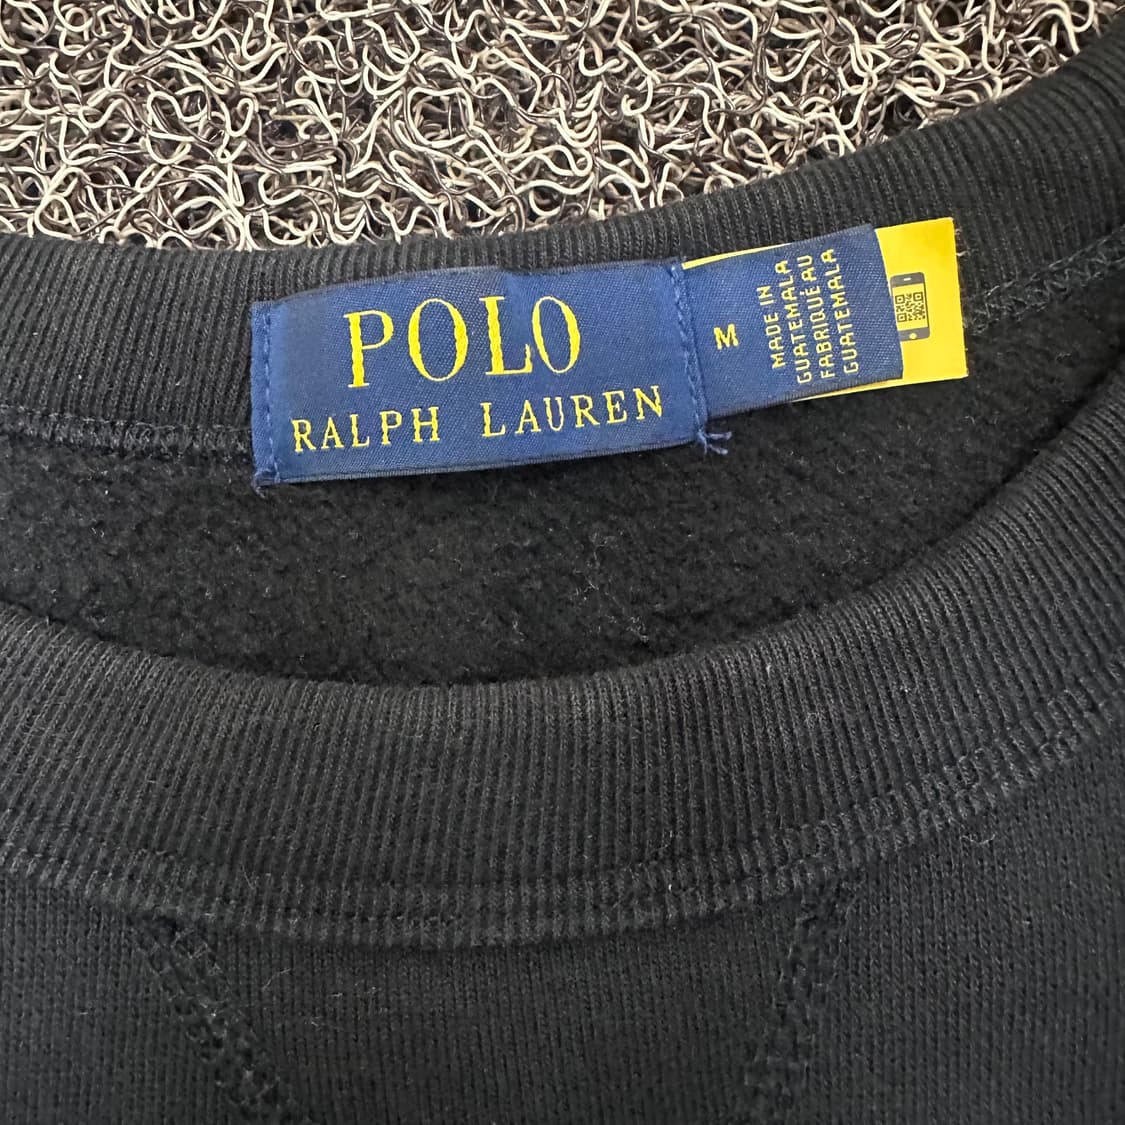 POLO
RALPH LAUREN
M
MADE IN
GUATEMALA
FABRIQUÉ AU
GUATEMALA